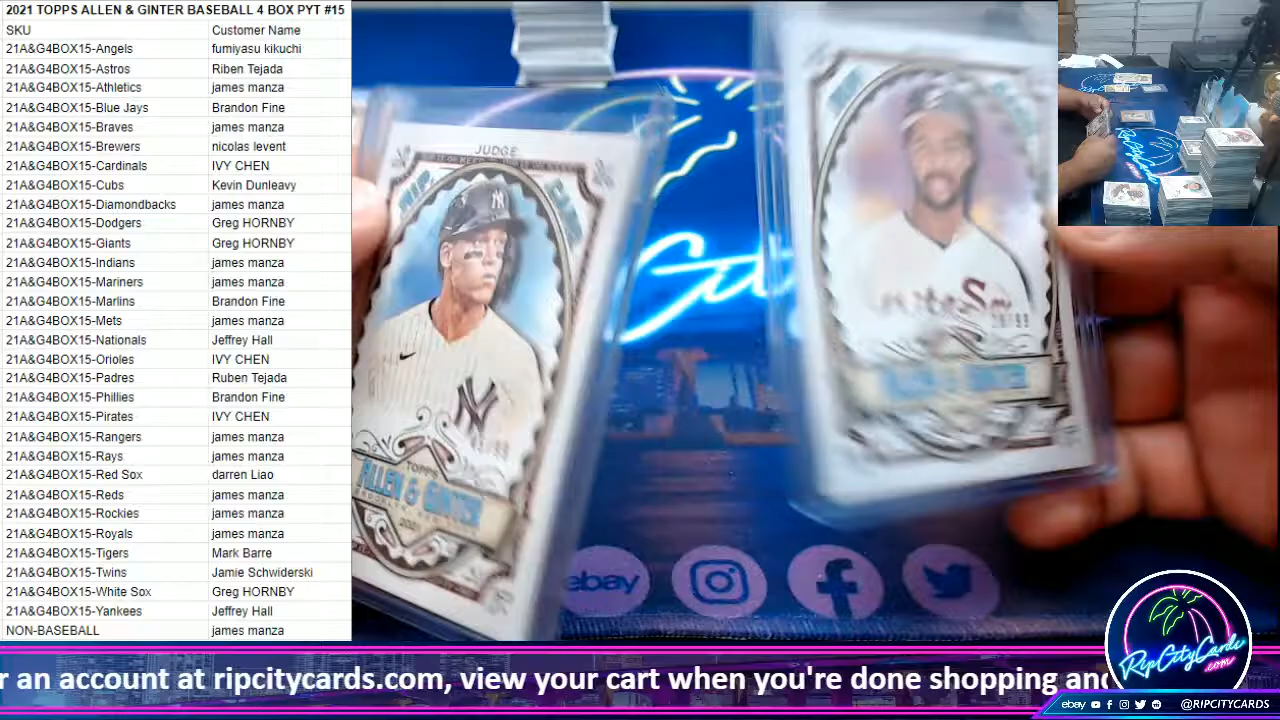 2021 TOPPS ALLEN & GINTER BASEBALL 4 BOX PYT #15
SKU Customer Name
21A&G4BOX15-Angels fumiyasu kikuchi
21A&G4BOX15-Astros Riben Tejada
21A&G4BOX15-Athletics james manza
21A&G4BOX15-Blue Jays Brandon Fine
21A&G4BOX15-Braves james manza
21A&G4BOX15-Brewers nicolas levent
21A&G4BOX15-Cardinals IVY CHEN
21A&G4BOX15-Cubs Kevin Dunleavy
21A&G4BOX15-Diamondbacks james manza
21A&G4BOX15-Dodgers Greg HORNBY
21A&G4BOX15-Giants Greg HORNBY
21A&G4BOX15-Indians james manza
21A&G4BOX15-Mariners james manza
21A&G4BOX15-Marlins Brandon Fine
21A&G4BOX15-Mets james manza
21A&G4BOX15-Nationals Jeffrey Hall
21A&G4BOX15-Orioles IVY CHEN
21A&G4BOX15-Padres Ruben Tejada
21A&G4BOX15-Phillies Brandon Fine
21A&G4BOX15-Pirates IVY CHEN
21A&G4BOX15-Rangers james manza
21A&G4BOX15-Rays james manza
21A&G4BOX15-Red Sox darren Liao
21A&G4BOX15-Reds james manza
21A&G4BOX15-Rockies james manza
21A&G4BOX15-Royals james manza
21A&G4BOX15-Tigers Mark Barre
21A&G4BOX15-Twins Jamie Schwiderski
21A&G4BOX15-White Sox Greg HORNBY
21A&G4BOX15-Yankees Jeffrey Hall
NON-BASEBALL james manza
JUDGE
RIP
NY
NY
TOPPS
ALLEN & GINTER
ebay
r an account at ripcitycards.com, view your cart when you're done shopping and
RipCityCards
.com
ebay @RIPCITYCARDS